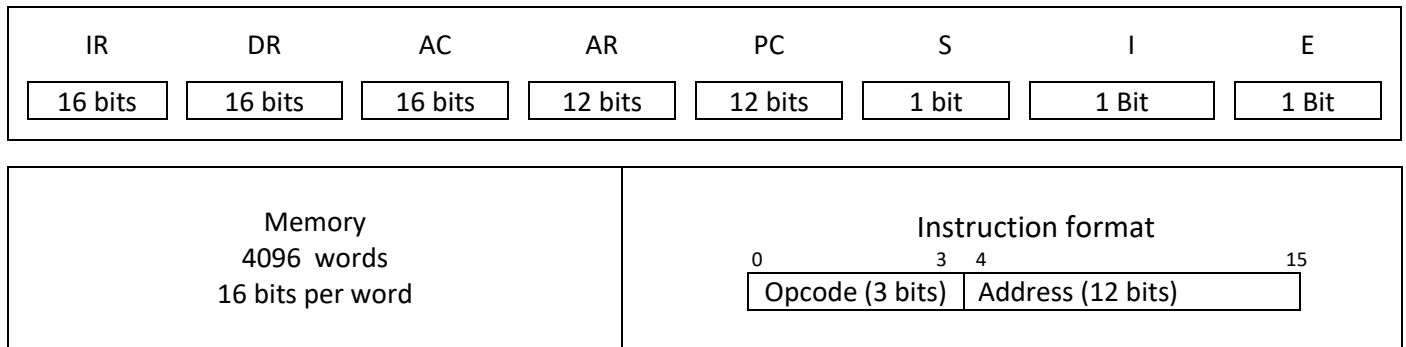 IR DR AC AR PC S I E
16 bits 16 bits 16 bits 12 bits 12 bits 1 bit 1 Bit 1 Bit
Memory
4096 words
16 bits per word
Instruction format
0 3 4 15
Opcode (3 bits) Address (12 bits)